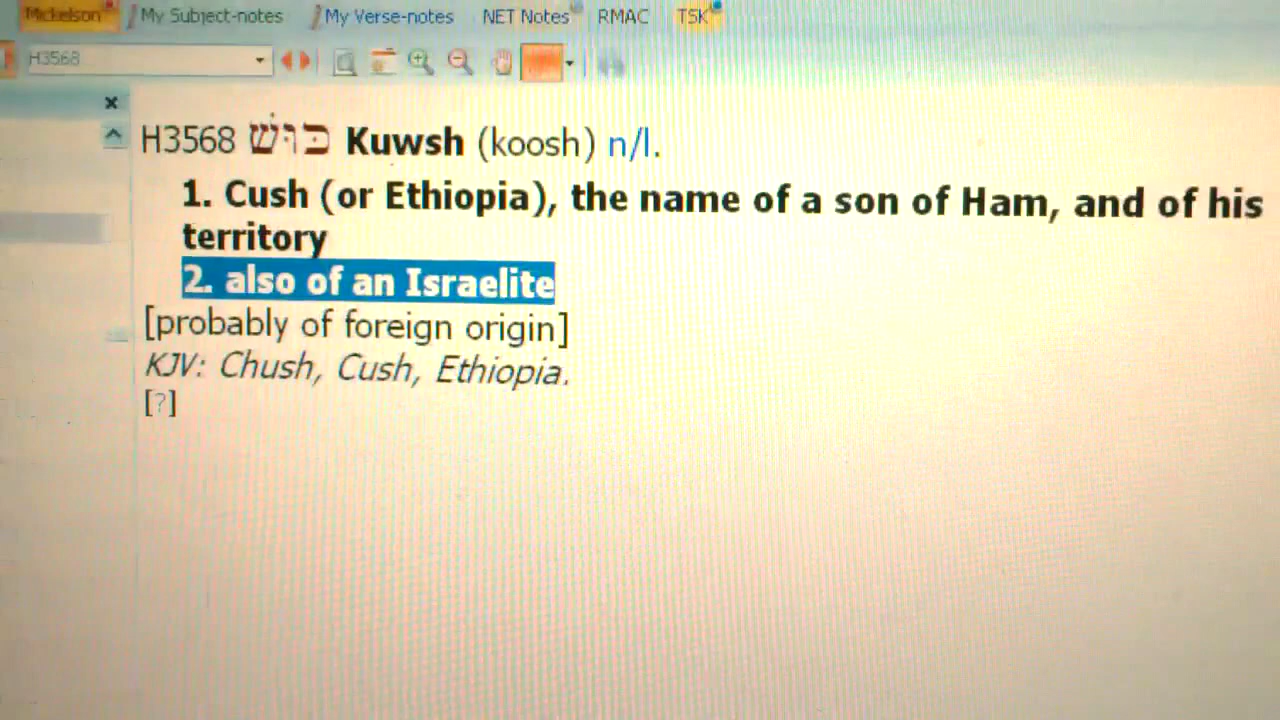 Mickelson My Subject-notes My Verse-notes NET Notes RMAC TSK
H3568
H3568 כּוּשׁ Kuwsh (koosh) n/l.
1. Cush (or Ethiopia), the name of a son of Ham, and of his
territory
2. also of an Israelite
[probably of foreign origin]
KJV: Chush, Cush, Ethiopia.
[?]